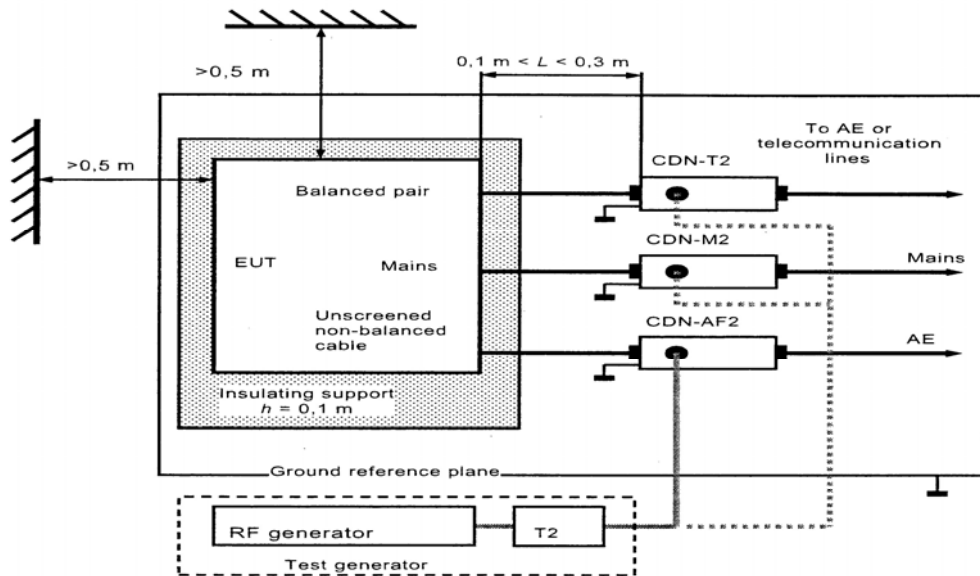 0,1 m < L < 0,3 m
>0,5 m
>0,5 m
To AE or
telecommunication
lines
CDN-T2
Balanced pair
CDN-M2
EUT
Mains
Mains
Unscreened
non-balanced
cable
CDN-AF2
AE
Insulating support
h = 0,1 m
Ground reference plane
RF generator
T2
Test generator